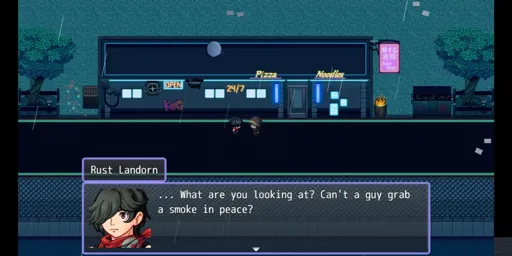 Pizza
Noodles
OPEN
24/7
Rust Landorn
... What are you looking at? Can't a guy grab
a smoke in peace?